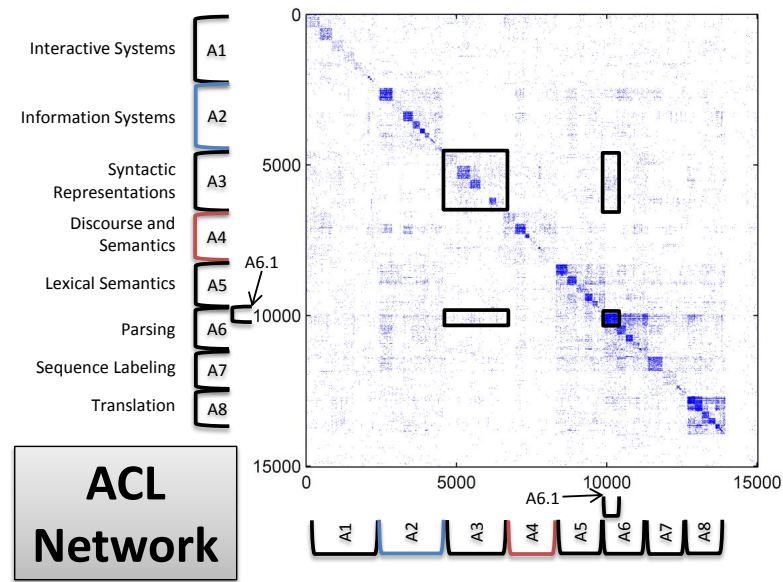 0
Interactive Systems A1
Information Systems A2
5000
Syntactic
Representations A3
Discourse and
Semantics A4
A6.1
Lexical Semantics A5
10000
Parsing A6
Sequence Labeling A7
Translation A8
15000
0 5000 10000 15000
A6.1
A1 A2 A3 A4 A5 A6 A7 A8
ACL
Network